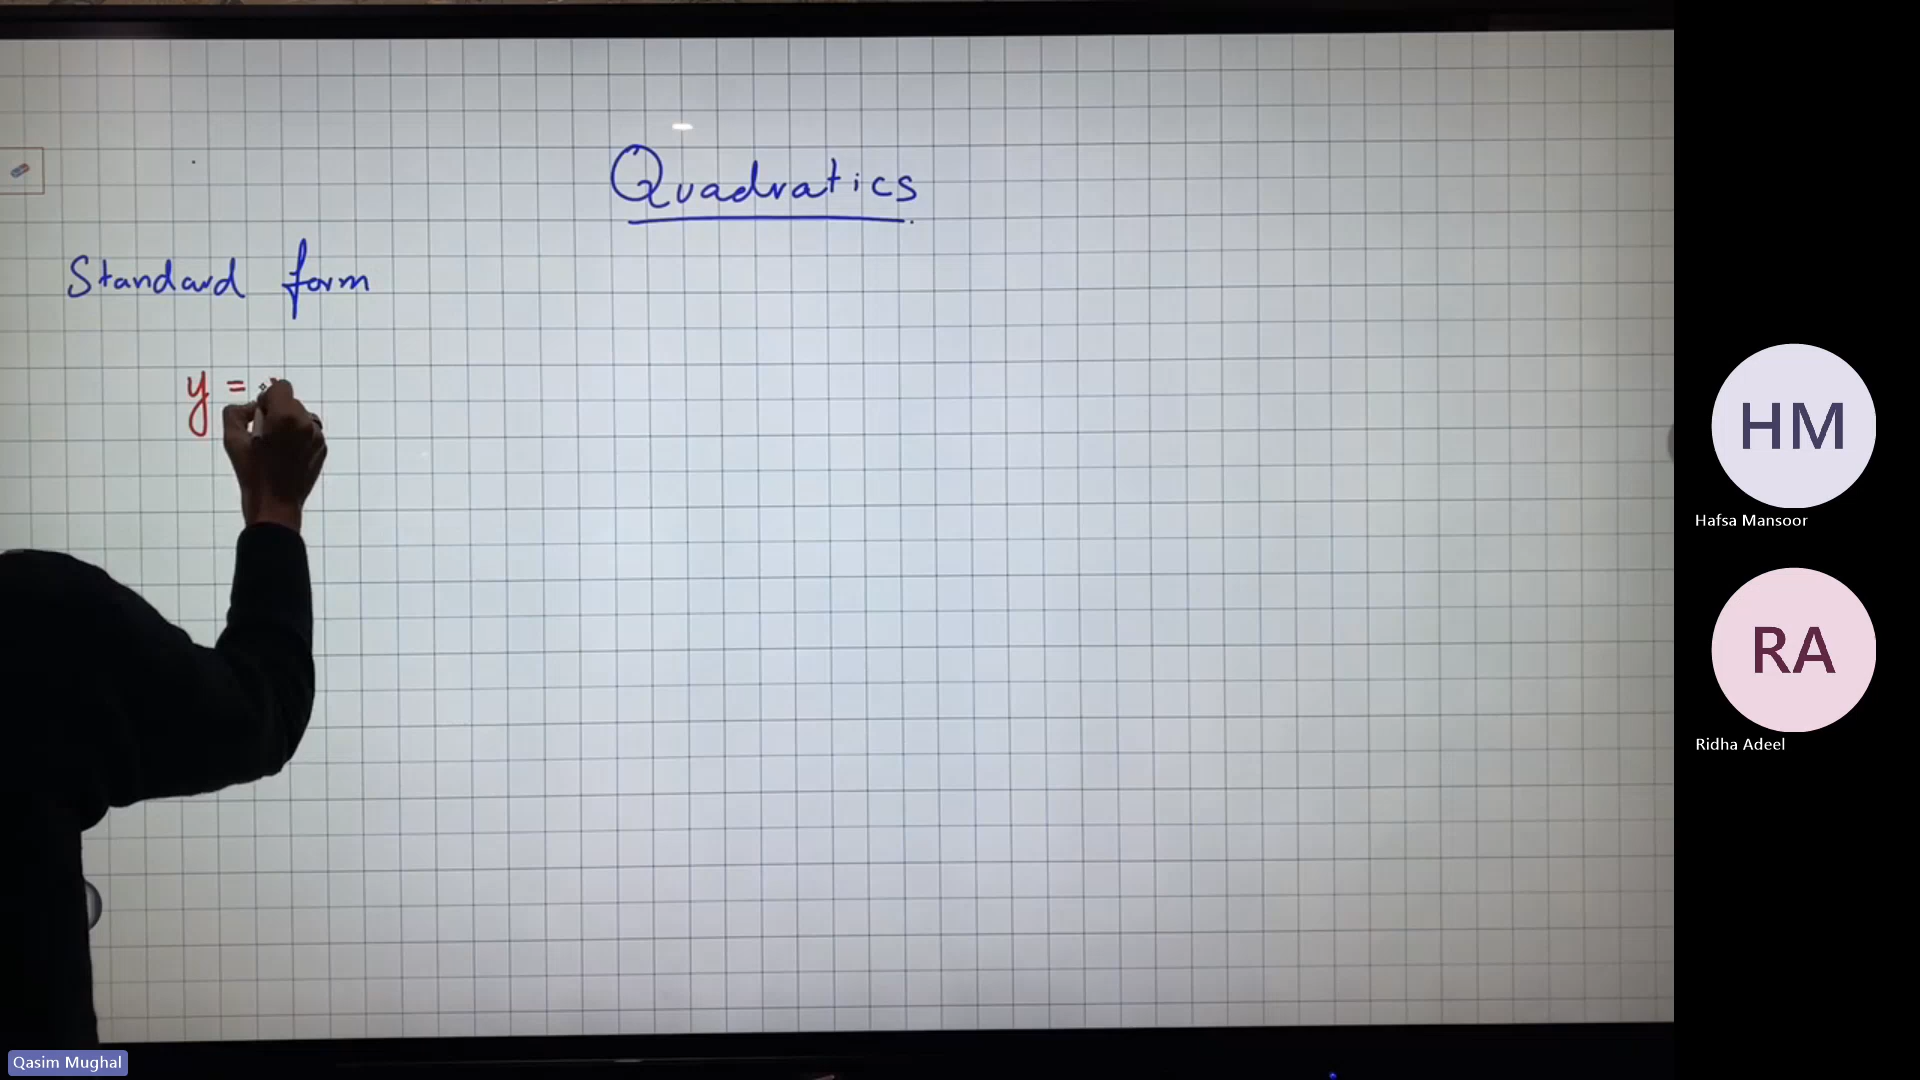 Quadratics
Standard form
y =
HM
Hafsa Mansoor
RA
Ridha Adeel
Qasim Mughal